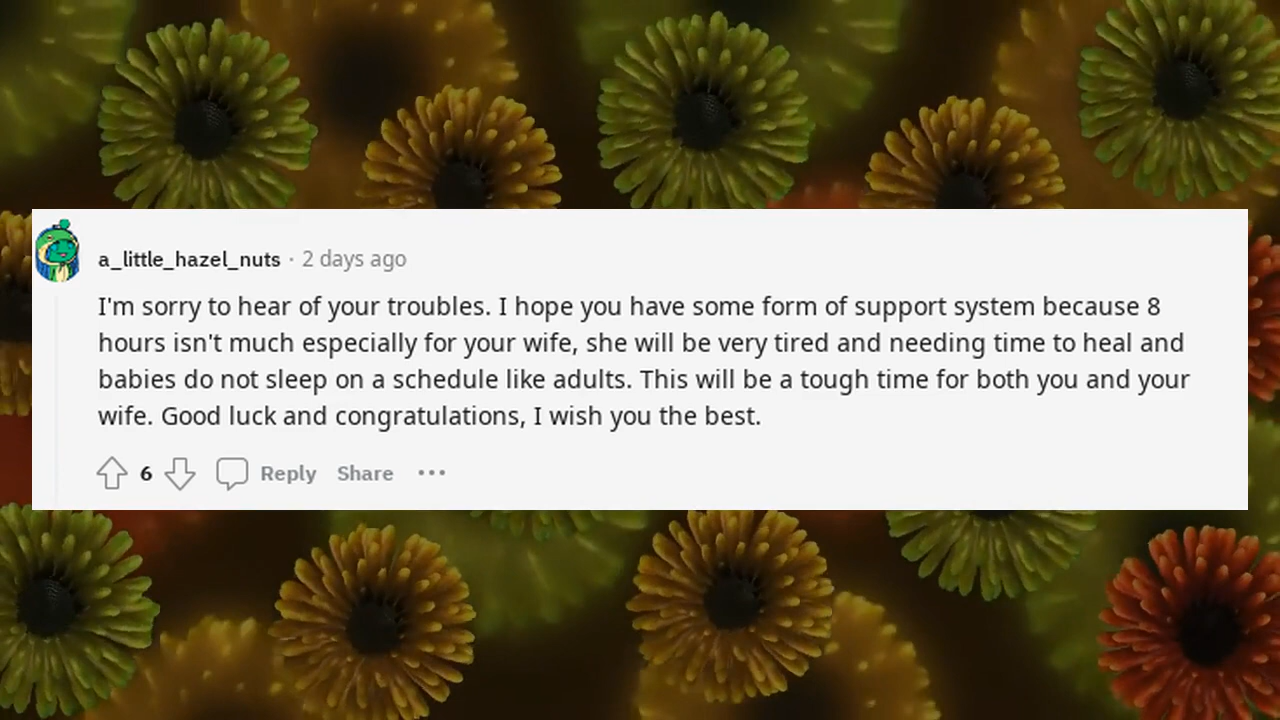 a_little_hazel_nuts · 2 days ago
I'm sorry to hear of your troubles. I hope you have some form of support system because 8
hours isn't much especially for your wife, she will be very tired and needing time to heal and
babies do not sleep on a schedule like adults. This will be a tough time for both you and your
wife. Good luck and congratulations, I wish you the best.
6 Reply Share ...